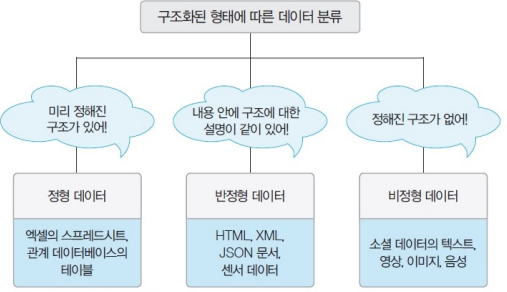 구조화된 형태에 따른 데이터 분류
미리 정해진
구조가 있어!
내용 안에 구조에 대한
설명이 같이 있어!
정해진 구조가 없어!
정형 데이터
반정형 데이터
비정형 데이터
엑셀의 스프레드시트,
관계 데이터베이스의
테이블
HTML, XML,
JSON 문서,
센서 데이터
소셜 데이터의 텍스트,
영상, 이미지, 음성